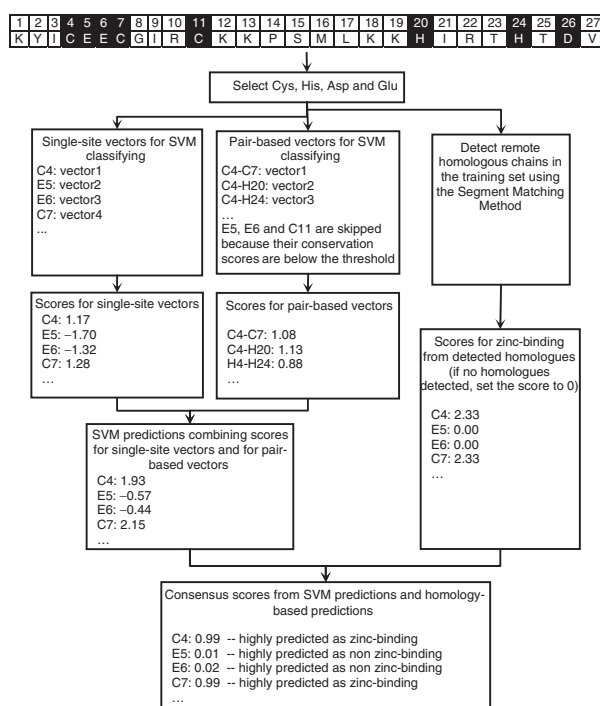 1 2 3 4 5 6 7 8 9 10 11 12 13 14 15 16 17 18 19 20 21 22 23 24 25 26 27
K Y I C E E C G I R C K K P S M L K K H I R T H T D V
Select Cys, His, Asp and Glu
Single-site vectors for SVM
classifying
C4: vector1
E5: vector2
E6: vector3
C7: vector4
...
Pair-based vectors for SVM
classifying
C4-C7: vector1
C4-H20: vector2
C4-H24: vector3
…
E5, E6 and C11 are skipped
because their conservation
scores are below the threshold
Detect remote
homologous chains in
the training set using
the Segment Matching
Method
Scores for single-site vectors
C4: 1.17
E5: −1.70
E6: −1.32
C7: 1.28
…
Scores for pair-based vectors
C4-C7: 1.08
C4-H20: 1.13
H4-H24: 0.88
…
Scores for zinc-binding
from detected homologues
(if no homologues
detected, set the score to 0)
C4: 2.33
E5: 0.00
E6: 0.00
C7: 2.33
…
SVM predictions combining scores
for single-site vectors and for pair-
based vectors
C4: 1.93
E5: −0.57
E6: −0.44
C7: 2.15
…
Consensus scores from SVM predictions and homology-
based predictions
C4: 0.99 -- highly predicted as zinc-binding
E5: 0.01 -- highly predicted as non zinc-binding
E6: 0.02 -- highly predicted as non zinc-binding
C7: 0.99 -- highly predicted as zinc-binding
…